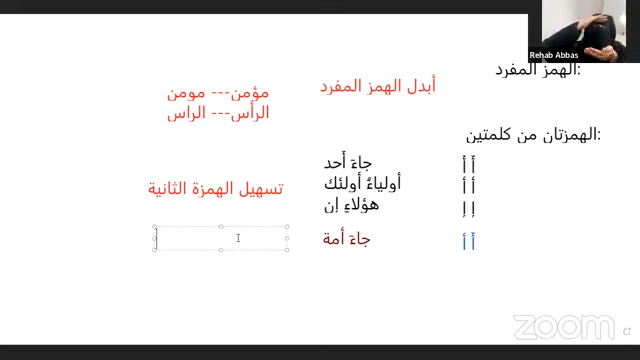 Rehab Abbas
الهمز المفرد:
أبدل الهمز المفرد
مؤمن --- مومن
الرأس --- الراس
الهمزتان من كلمتين:
أَ أَ
جاءَ أَحد
أُ أُ
أولياءُ أولئك
تسهيل الهمزة الثانية
إِ إِ
هؤلاءِ إن
أَ أُ
جاءَ أمة
zoom